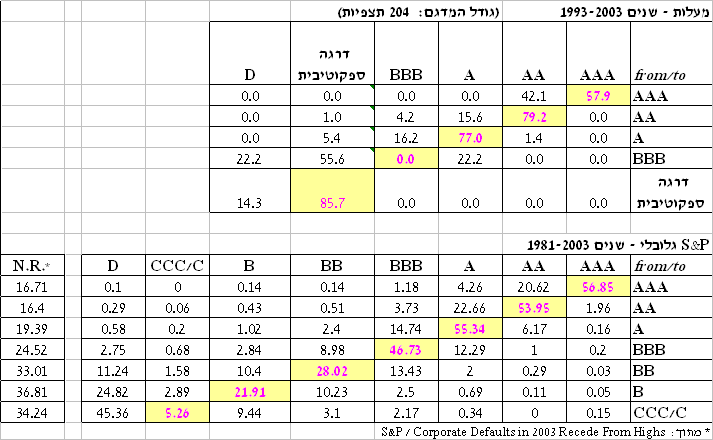 מעלות - שנים 1993-2003 (גודל המדגם: 204 תצפיות)
from/to AAA AA A BBB דרגה ספקוטיבית D
AAA 57.9 42.1 0.0 0.0 0.0 0.0
AA 0.0 79.2 15.6 4.2 1.0 0.0
A 0.0 1.4 77.0 16.2 5.4 0.0
BBB 0.0 0.0 22.2 0.0 55.6 22.2
דרגה ספקוטיבית 0.0 0.0 0.0 0.0 85.7 14.3
S&P גלובלי - שנים 1981-2003
from/to AAA AA A BBB BB B CCC/C D N.R.*
AAA 56.85 20.62 4.26 1.18 0.14 0.14 0 0.1 16.71
AA 1.96 53.95 22.66 3.73 0.51 0.43 0.06 0.29 16.4
A 0.16 6.17 55.34 14.74 2.4 1.02 0.2 0.58 19.39
BBB 0.2 1 12.29 46.73 8.98 2.84 0.68 2.75 24.52
BB 0.03 0.29 2 13.43 28.02 10.4 1.58 11.24 33.01
B 0.05 0.11 0.69 2.5 10.23 21.91 2.89 24.82 36.81
CCC/C 0.15 0 0.34 2.17 3.1 9.44 5.26 45.36 34.24
* מתוך: S&P / Corporate Defaults in 2003 Recede From Highs